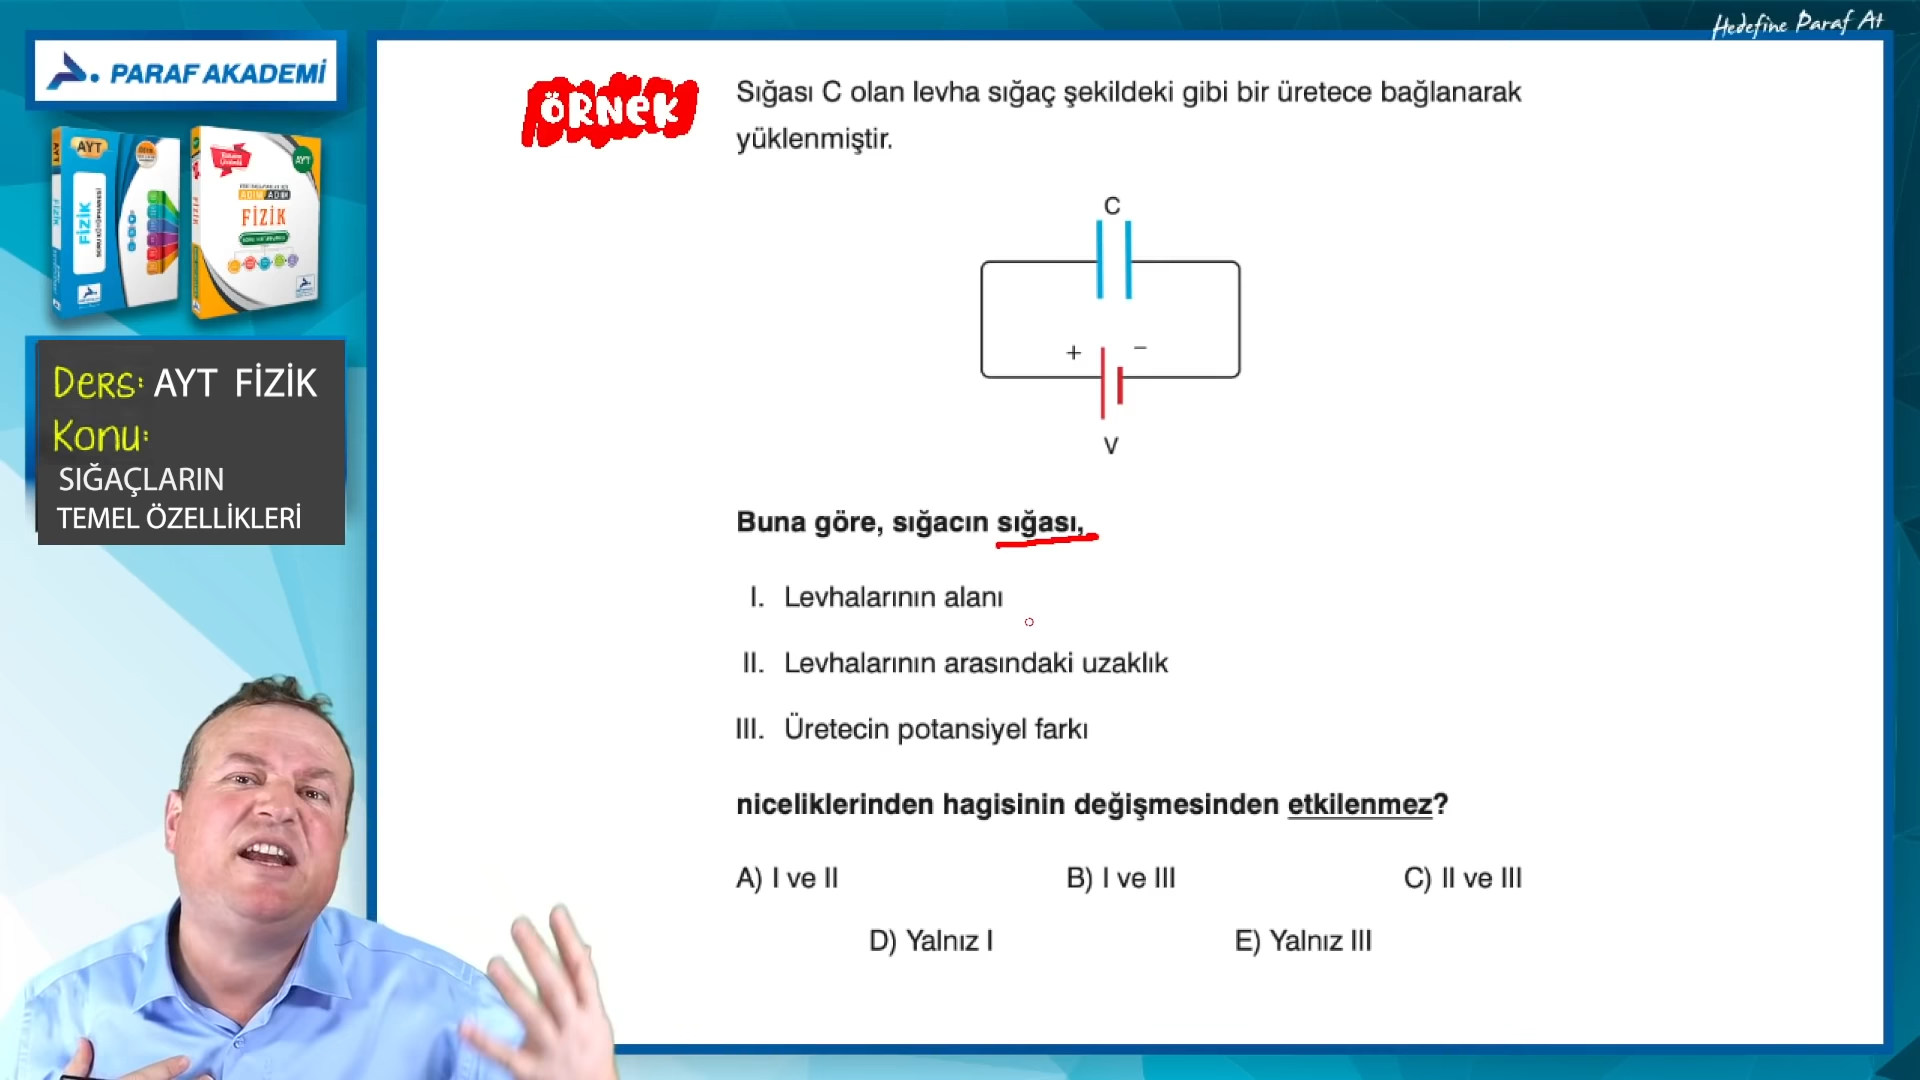 Hedefine Paraf At
PARAF AKADEMİ
AYT
FİZİK
AYT
ADIM ADIM
FİZİK
Ders: AYT FİZİK
Konu:
SIĞAÇLARIN
TEMEL ÖZELLİKLERİ
ÖRNEK
Sığası C olan levha sığaç şekildeki gibi bir üretece bağlanarak
yüklenmiştir.
C
+ −
V
Buna göre, sığacın sığası,
I. Levhalarının alanı
II. Levhalarının arasındaki uzaklık
III. Üretecin potansiyel farkı
niceliklerinden hagisinin değişmesinden etkilenmez?
A) I ve II B) I ve III C) II ve III
D) Yalnız I E) Yalnız III